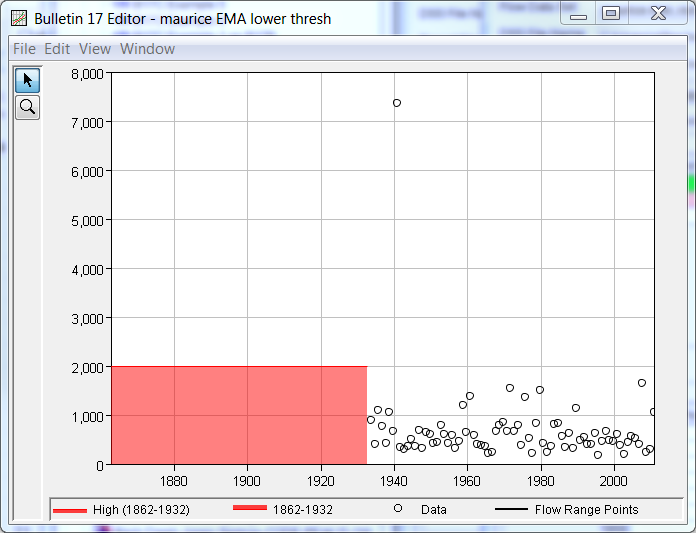 Bulletin 17 Editor - maurice EMA lower thresh
File Edit View Window
8,000
7,000
6,000
5,000
4,000
3,000
2,000
1,000
0
1880 1900 1920 1940 1960 1980 2000
High (1862-1932) 1862-1932 Data Flow Range Points